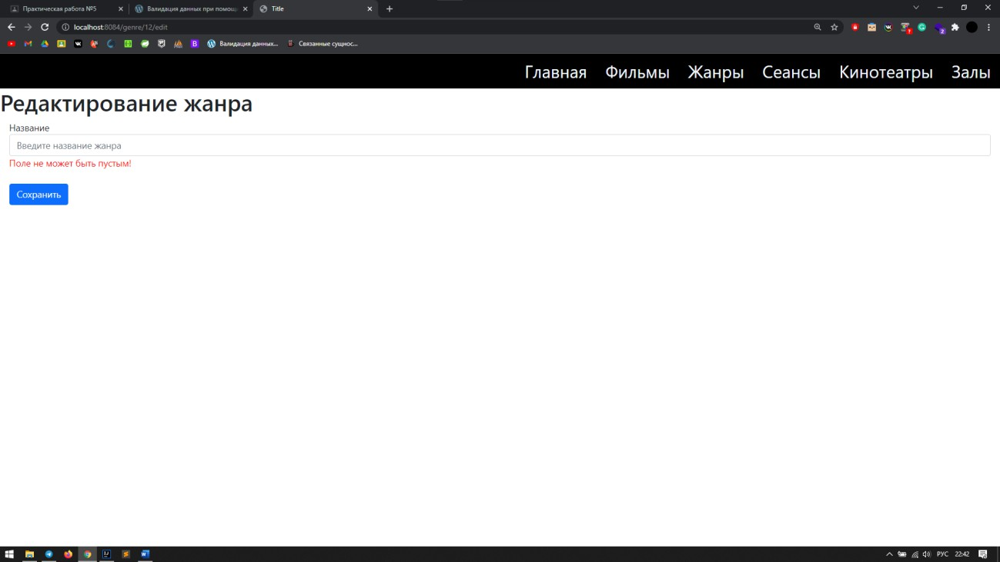 Практическая работа №5
Валидация данных при помощи
Title
localhost:8084/genre/12/edit
Валидация данных...
Связанные сущнос...
Главная Фильмы Жанры Сеансы Кинотеатры Залы
Редактирование жанра
Название
Введите название жанра
Поле не может быть пустым!
Сохранить
РУС 22:42